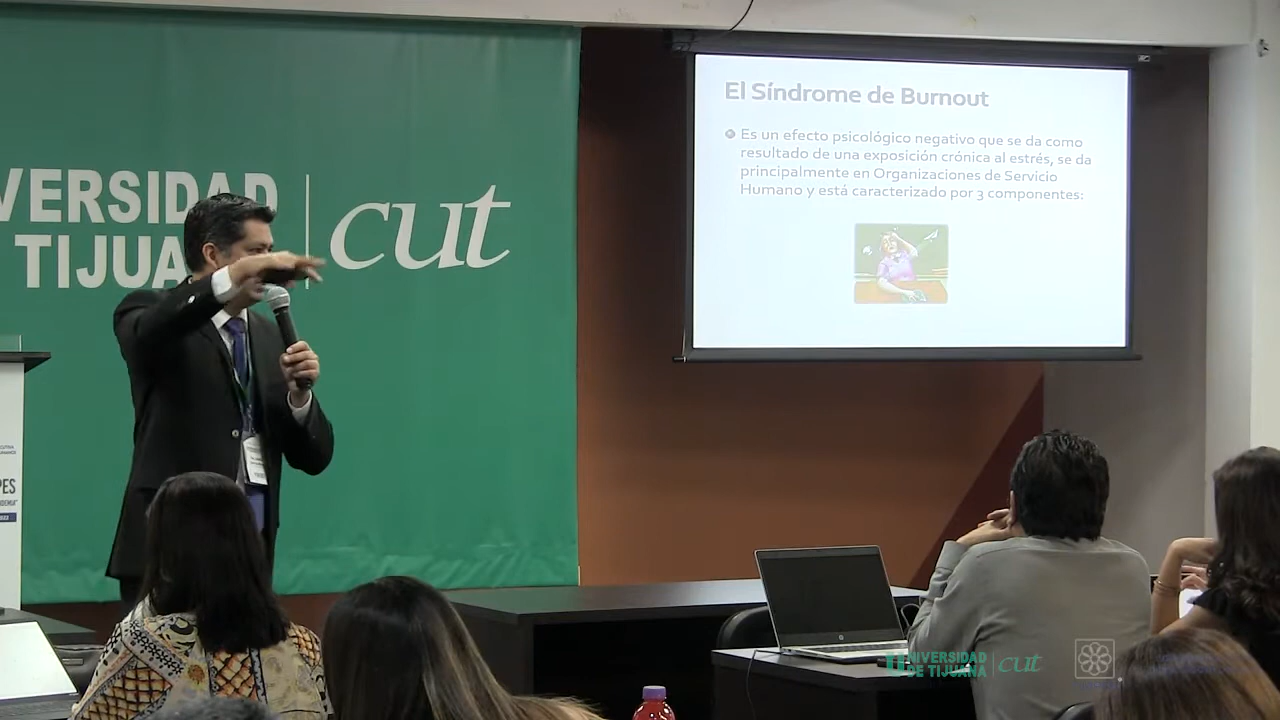 VERSIDAD
TIJUA
cut
El Síndrome de Burnout
Es un efecto psicológico negativo que se da como
resultado de una exposición crónica al estrés, se da
principalmente en Organizaciones de Servicio
Humano y está caracterizado por 3 componentes:
PES
UNIVERSIDAD
DE TIJUANA
cut